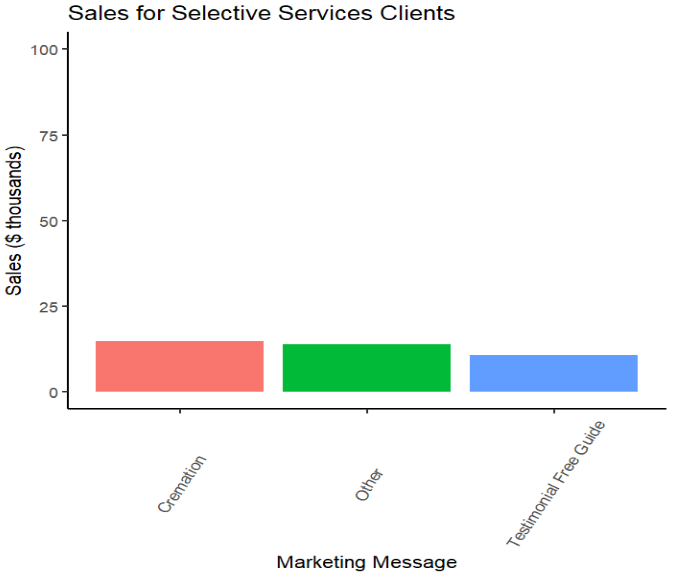 Sales for Selective Services Clients
100
75
50
25
0
Sales ($ thousands)
Cremation
Other
Testimonial Free Guide
Marketing Message